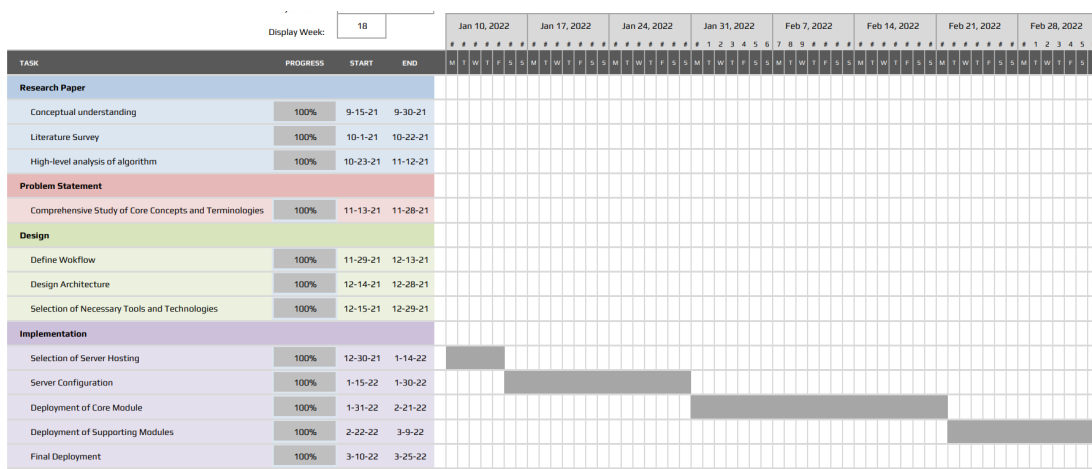 Display Week: 18
Jan 10, 2022 Jan 17, 2022 Jan 24, 2022 Jan 31, 2022 Feb 7, 2022 Feb 14, 2022 Feb 21, 2022 Feb 28, 2022
# # # # # # # # # # # # # # # # # # # # # # 1 2 3 4 5 6 7 8 9 # # # # # # # # # # # # # # # # # # # 1 2 3 4 5
TASK PROGRESS START END M T W T F S S M T W T F S S M T W T F S S M T W T F S S M T W T F S S M T W T F S S M T W T F S S M T W T F S
Research Paper
Conceptual understanding 100% 9-15-21 9-30-21
Literature Survey 100% 10-1-21 10-22-21
High-level analysis of algorithm 100% 10-23-21 11-12-21
Problem Statement
Comprehensive Study of Core Concepts and Terminologies 100% 11-13-21 11-28-21
Design
Define Wokflow 100% 11-29-21 12-13-21
Design Architecture 100% 12-14-21 12-28-21
Selection of Necessary Tools and Technologies 100% 12-15-21 12-29-21
Implementation
Selection of Server Hosting 100% 12-30-21 1-14-22
Server Configuration 100% 1-15-22 1-30-22
Deployment of Core Module 100% 1-31-22 2-21-22
Deployment of Supporting Modules 100% 2-22-22 3-9-22
Final Deployment 100% 3-10-22 3-25-22